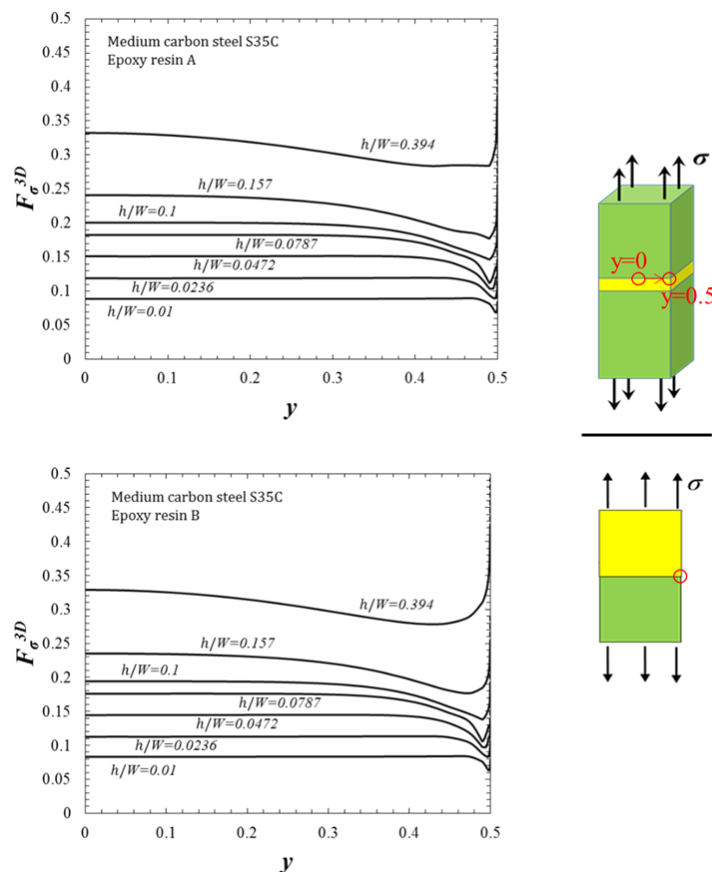 0.5
0.45
0.4
0.35
0.3
0.25
0.2
0.15
0.1
0.05
0
Fσ3D
Medium carbon steel S35C
Epoxy resin A
h/W=0.394
h/W=0.157
h/W=0.1
h/W=0.0787
h/W=0.0472
h/W=0.0236
h/W=0.01
0 0.1 0.2 0.3 0.4 0.5
y
σ
y=0
y=0.5
0.5
0.45
0.4
0.35
0.3
0.25
0.2
0.15
0.1
0.05
0
Fσ3D
Medium carbon steel S35C
Epoxy resin B
h/W=0.394
h/W=0.157
h/W=0.1
h/W=0.0787
h/W=0.0472
h/W=0.0236
h/W=0.01
0 0.1 0.2 0.3 0.4 0.5
y
σ